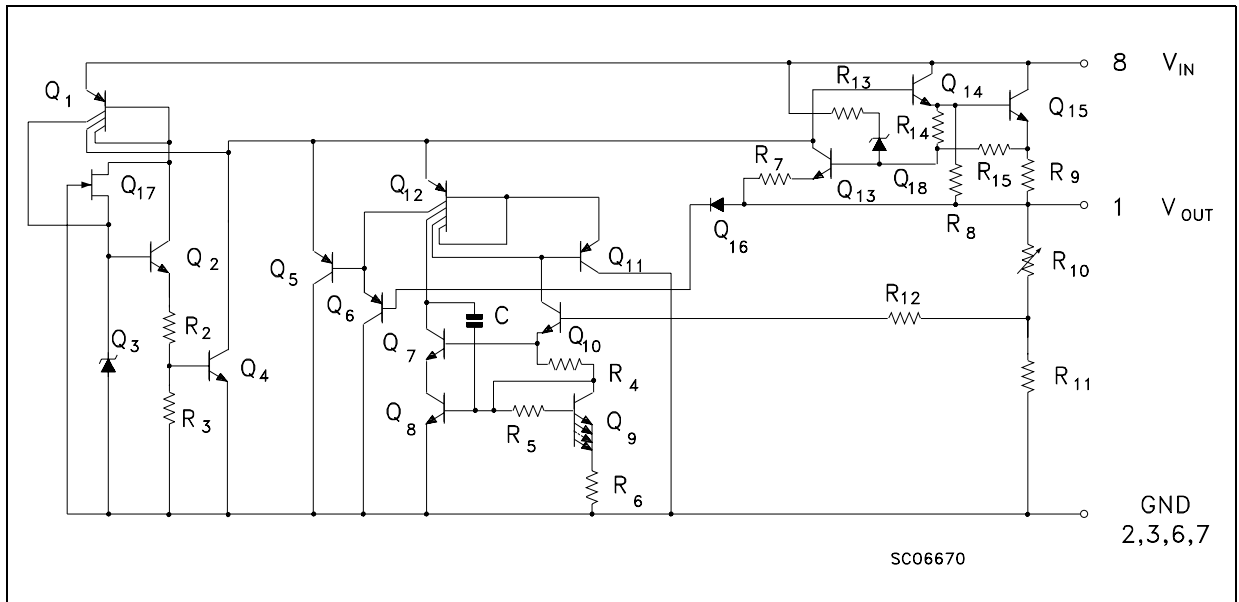 8 V_IN
R_13
Q_14
Q_1
Q_15
R_14
R_7
Q_17
Q_12
Q_13
Q_18
R_15
R_9
1 V_OUT
R_8
Q_16
Q_2
Q_5
Q_11
R_10
Q_6
R_12
C
R_2
Q_3
Q_7
Q_10
Q_4
R_4
R_11
Q_8
R_3
R_5
Q_9
R_6
GND
2,3,6,7
SC06670